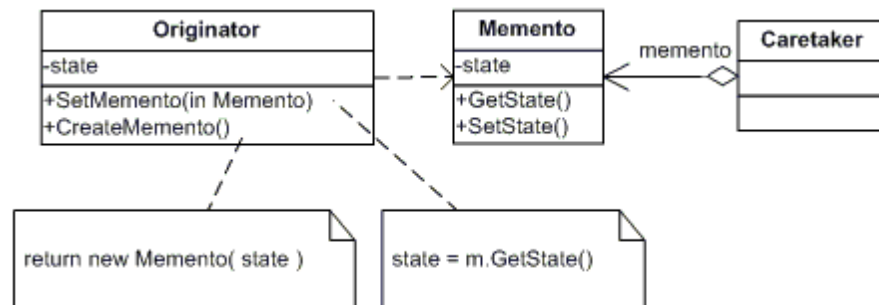 Originator
-state
+SetMemento(in Memento)
+CreateMemento()
Memento
-state
+GetState()
+SetState()
memento
Caretaker
return new Memento( state )
state = m.GetState()